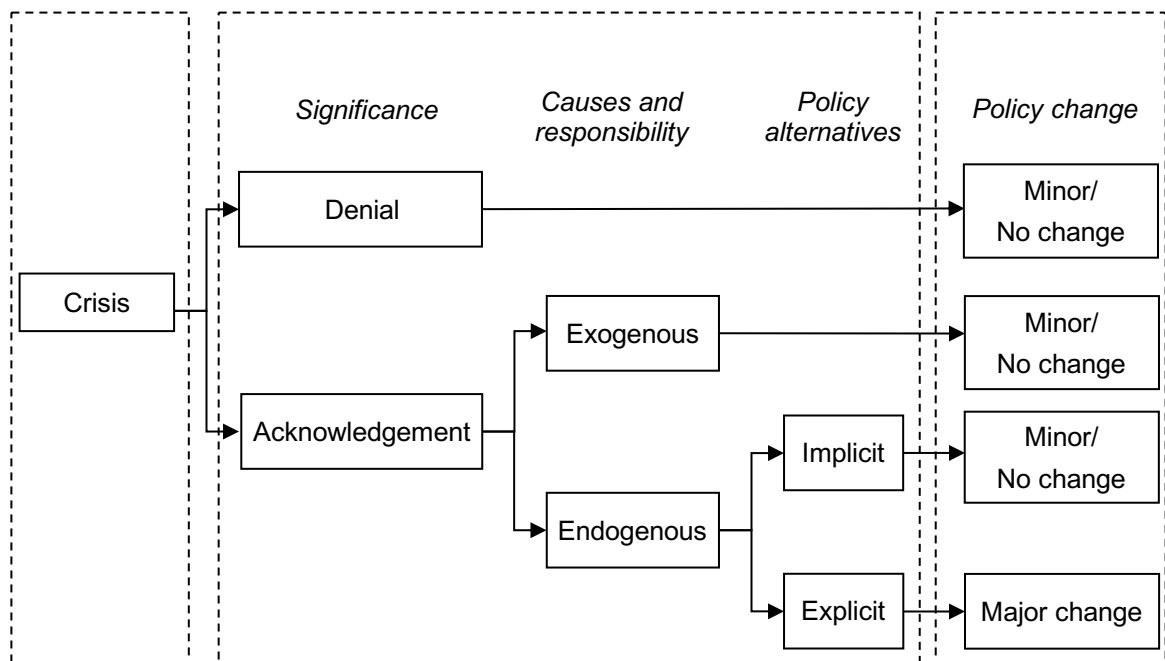 Significance
Causes and
responsibility
Policy
alternatives
Policy change
Denial
Minor/
No change
Crisis
Exogenous
Minor/
No change
Acknowledgement
Implicit
Minor/
No change
Endogenous
Explicit
Major change